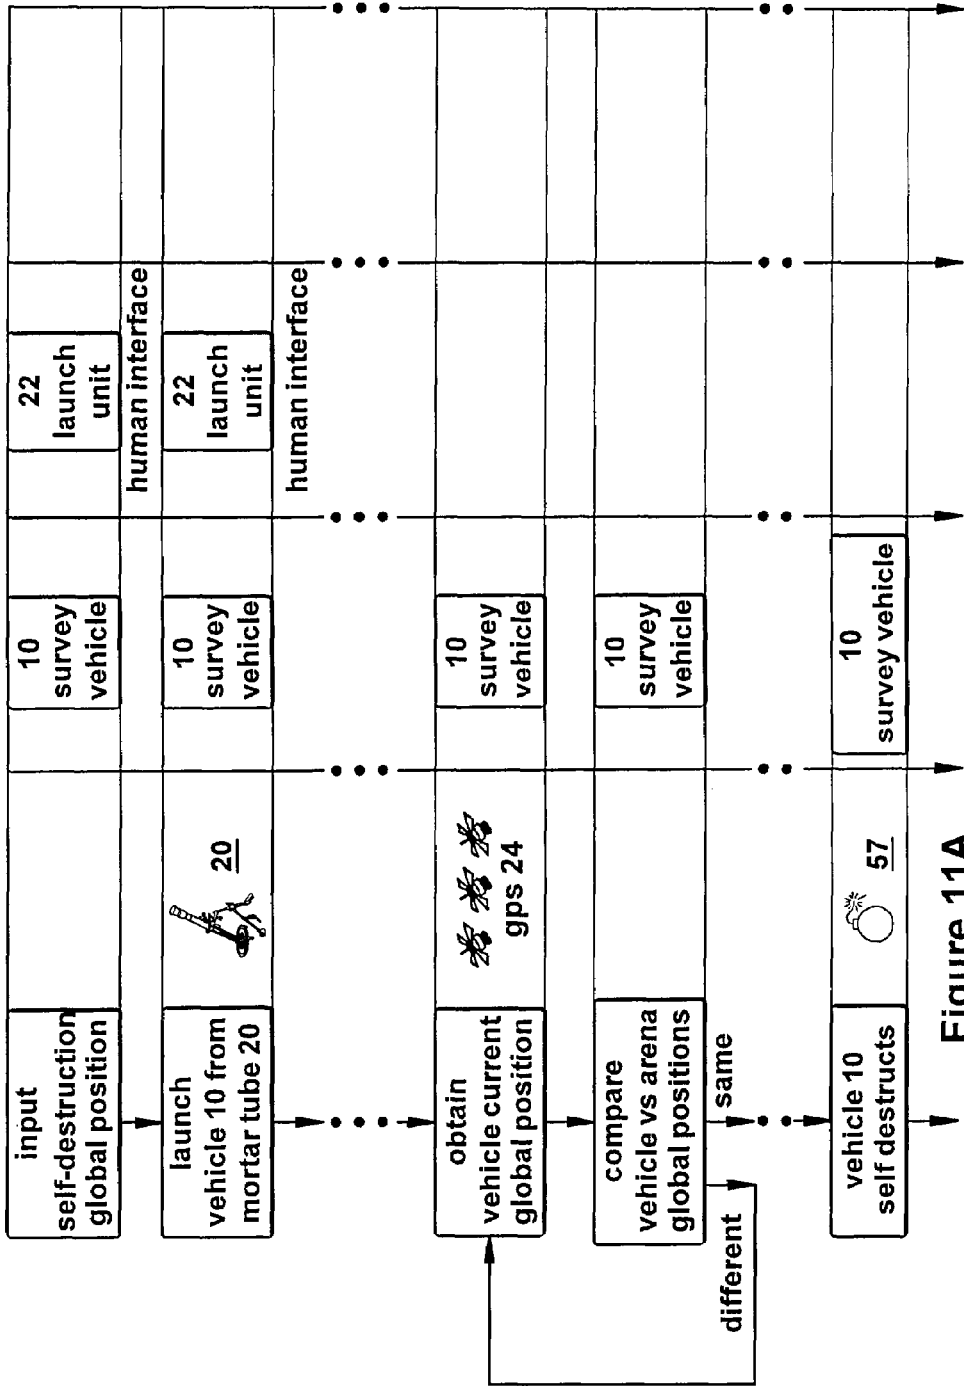 input
self-destruction
global position
10
survey
vehicle
22
launch
unit
human interface
launch
vehicle 10 from
mortar tube 20
20
10
survey
vehicle
22
launch
unit
human interface
obtain
vehicle current
global position
gps 24
10
survey
vehicle
compare
vehicle vs arena
global positions
10
survey
vehicle
same
different
vehicle 10
self destructs
57
10
survey vehicle
Figure 11A